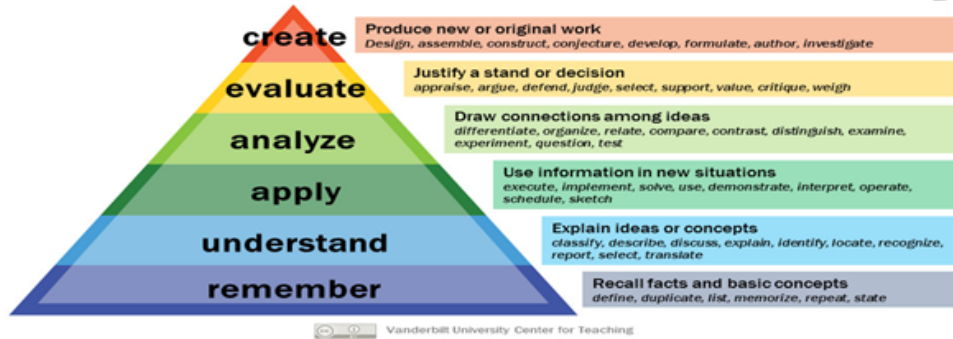 create
Produce new or original work
Design, assemble, construct, conjecture, develop, formulate, author, investigate
evaluate
Justify a stand or decision
appraise, argue, defend, judge, select, support, value, critique, weigh
analyze
Draw connections among ideas
differentiate, organize, relate, compare, contrast, distinguish, examine,
experiment, question, test
apply
Use information in new situations
execute, implement, solve, use, demonstrate, interpret, operate,
schedule, sketch
understand
Explain ideas or concepts
classify, describe, discuss, explain, identify, locate, recognize,
report, select, translate
remember
Recall facts and basic concepts
define, duplicate, list, memorize, repeat, state
cc
Vanderbilt University Center for Teaching